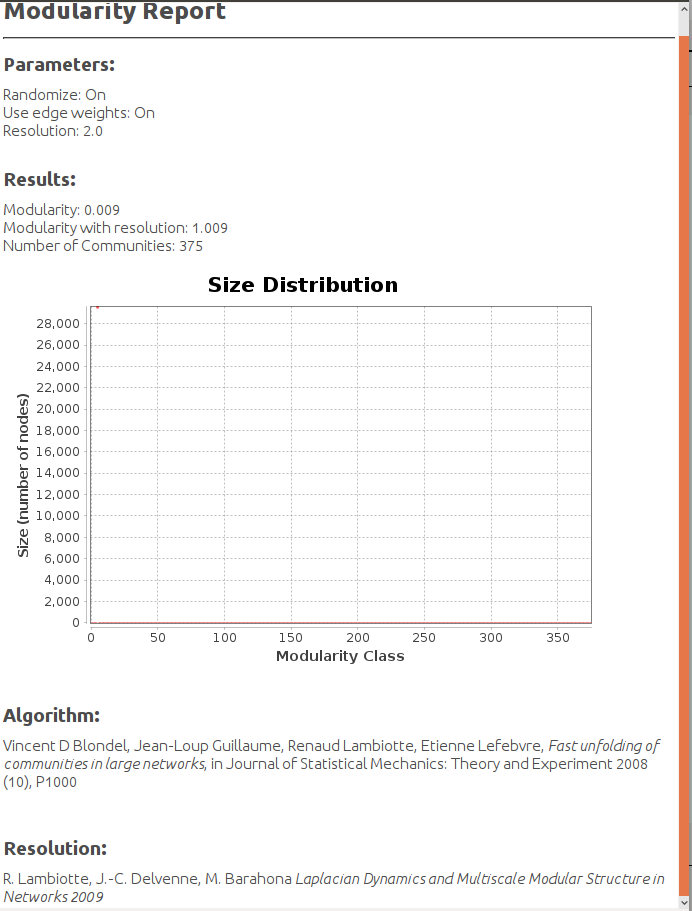 Modularity Report
Parameters:
Randomize: On
Use edge weights: On
Resolution: 2.0
Results:
Modularity: 0.009
Modularity with resolution: 1.009
Number of Communities: 375
Size Distribution
Size (number of nodes)
28,000
26,000
24,000
22,000
20,000
18,000
16,000
14,000
12,000
10,000
8,000
6,000
4,000
2,000
0
0 50 100 150 200 250 300 350
Modularity Class
Algorithm:
Vincent D Blondel, Jean-Loup Guillaume, Renaud Lambiotte, Etienne Lefebvre, Fast unfolding of
communities in large networks, in Journal of Statistical Mechanics: Theory and Experiment 2008
(10), P1000
Resolution:
R. Lambiotte, J.-C. Delvenne, M. Barahona Laplacian Dynamics and Multiscale Modular Structure in
Networks 2009